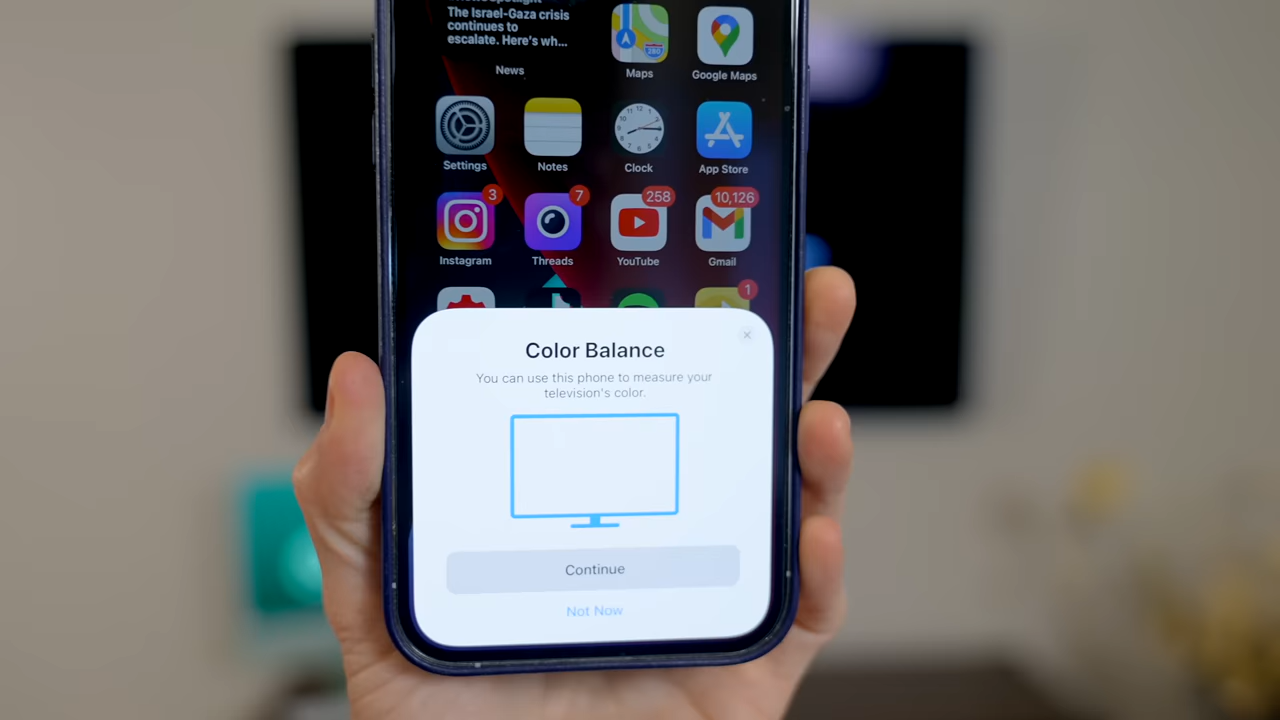 The Israel-Gaza crisis
continues to
escalate. Here's wh...
News
Maps
Google Maps
280
Settings
Notes
Clock
App Store
3
7
258
10,126
Instagram
Threads
YouTube
Gmail
1
Color Balance
You can use this phone to measure your
television's color.
Continue
Not Now